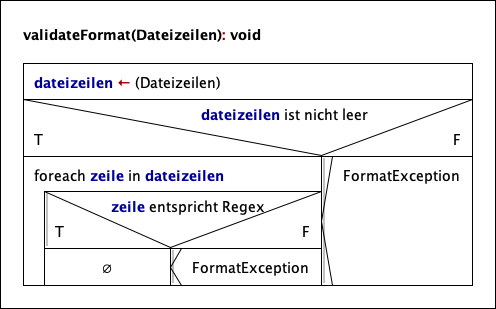 validateFormat(Dateizeilen): void
dateizeilen ← (Dateizeilen)
dateizeilen ist nicht leer
T F
foreach zeile in dateizeilen
FormatException
zeile entspricht Regex
T F
∅ FormatException